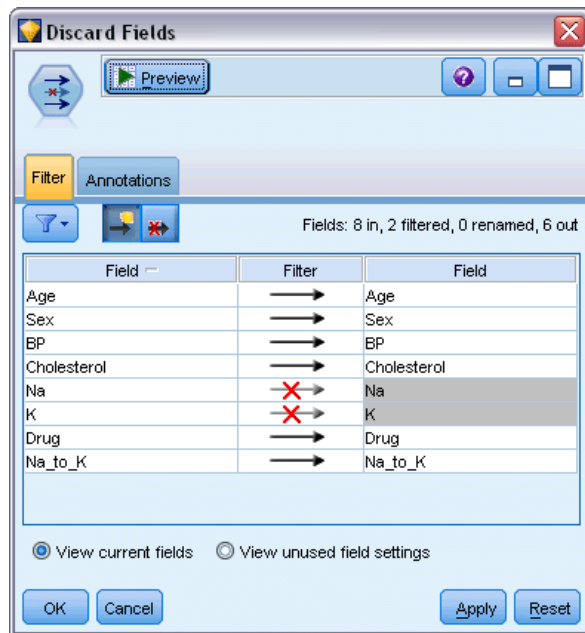 Discard Fields
Preview
Filter Annotations
Fields: 8 in, 2 filtered, 0 renamed, 6 out
Field Filter Field
Age Age
Sex Sex
BP BP
Cholesterol Cholesterol
Na Na
K K
Drug Drug
Na_to_K Na_to_K
View current fields View unused field settings
OK Cancel Apply Reset